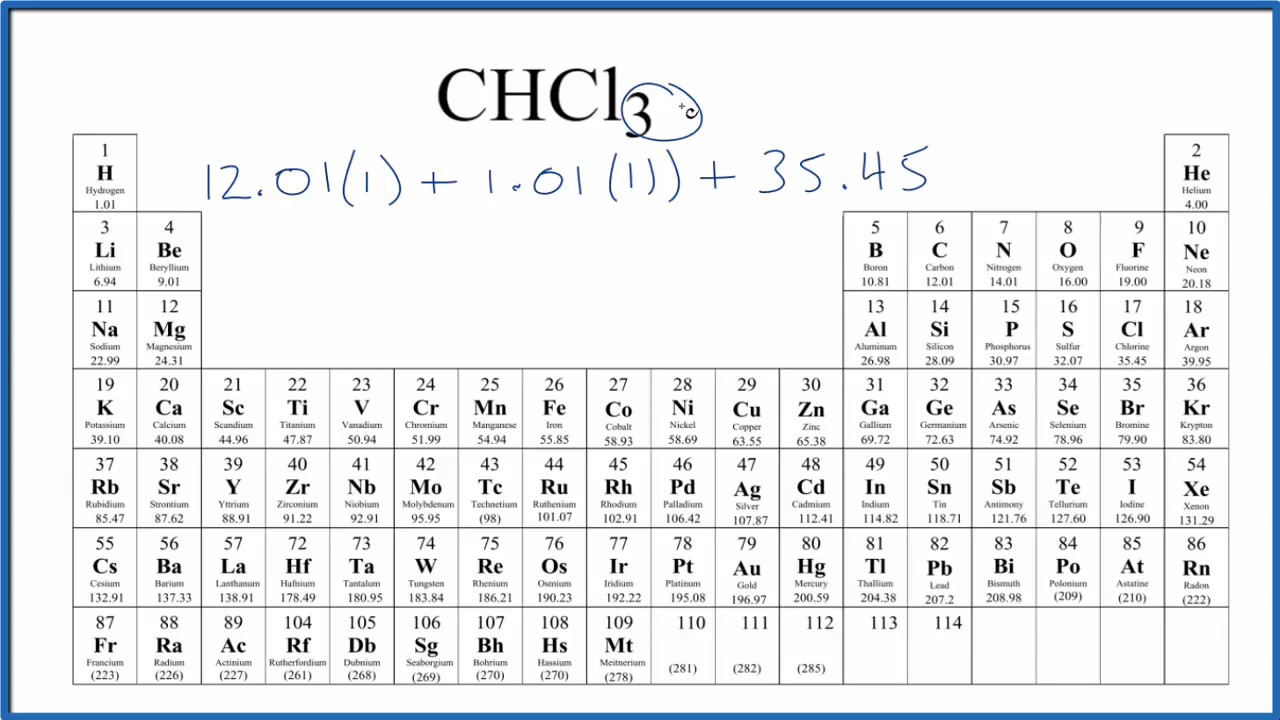 CHCl3
12.01(1) + 1.01(1)) + 35.45
1 2
H He
Hydrogen Helium
1.01 4.00
3 4 5 6 7 8 9 10
Li Be B C N O F Ne
Lithium Beryllium Boron Carbon Nitrogen Oxygen Fluorine Neon
6.94 9.01 10.81 12.01 14.01 16.00 19.00 20.18
11 12 13 14 15 16 17 18
Na Mg Al Si P S Cl Ar
Sodium Magnesium Aluminum Silicon Phosphorus Sulfur Chlorine Argon
22.99 24.31 26.98 28.09 30.97 32.07 35.45 39.95
19 20 21 22 23 24 25 26 27 28 29 30 31 32 33 34 35 36
K Ca Sc Ti V Cr Mn Fe Co Ni Cu Zn Ga Ge As Se Br Kr
Potassium Calcium Scandium Titanium Vanadium Chromium Manganese Iron Cobalt Nickel Copper Zinc Gallium Germanium Arsenic Selenium Bromine Krypton
39.10 40.08 44.96 47.87 50.94 51.99 54.94 55.85 58.93 58.69 63.55 65.38 69.72 72.63 74.92 78.96 79.90 83.80
37 38 39 40 41 42 43 44 45 46 47 48 49 50 51 52 53 54
Rb Sr Y Zr Nb Mo Tc Ru Rh Pd Ag Cd In Sn Sb Te I Xe
Rubidium Strontium Yttrium Zirconium Niobium Molybdenum Technetium Ruthenium Rhodium Palladium Silver Cadmium Indium Tin Antimony Tellurium Iodine Xenon
85.47 87.62 88.91 91.22 92.91 95.95 (98) 101.07 102.91 106.42 107.87 112.41 114.82 118.71 121.76 127.60 126.90 131.29
55 56 57 72 73 74 75 76 77 78 79 80 81 82 83 84 85 86
Cs Ba La Hf Ta W Re Os Ir Pt Au Hg Tl Pb Bi Po At Rn
Cesium Barium Lanthanum Hafnium Tantalum Tungsten Rhenium Osmium Iridium Platinum Gold Mercury Thallium Lead Bismuth Polonium Astatine Radon
132.91 137.33 138.91 178.49 180.95 183.84 186.21 190.23 192.22 195.08 196.97 200.59 204.38 207.2 208.98 (209) (210) (222)
87 88 89 104 105 106 107 108 109 110 111 112 113 114
Fr Ra Ac Rf Db Sg Bh Hs Mt
Francium Radium Actinium Rutherfordium Dubnium Seaborgium Bohrium Hassium Meitnerium
(223) (226) (227) (261) (268) (269) (270) (270) (278) (281) (282) (285)